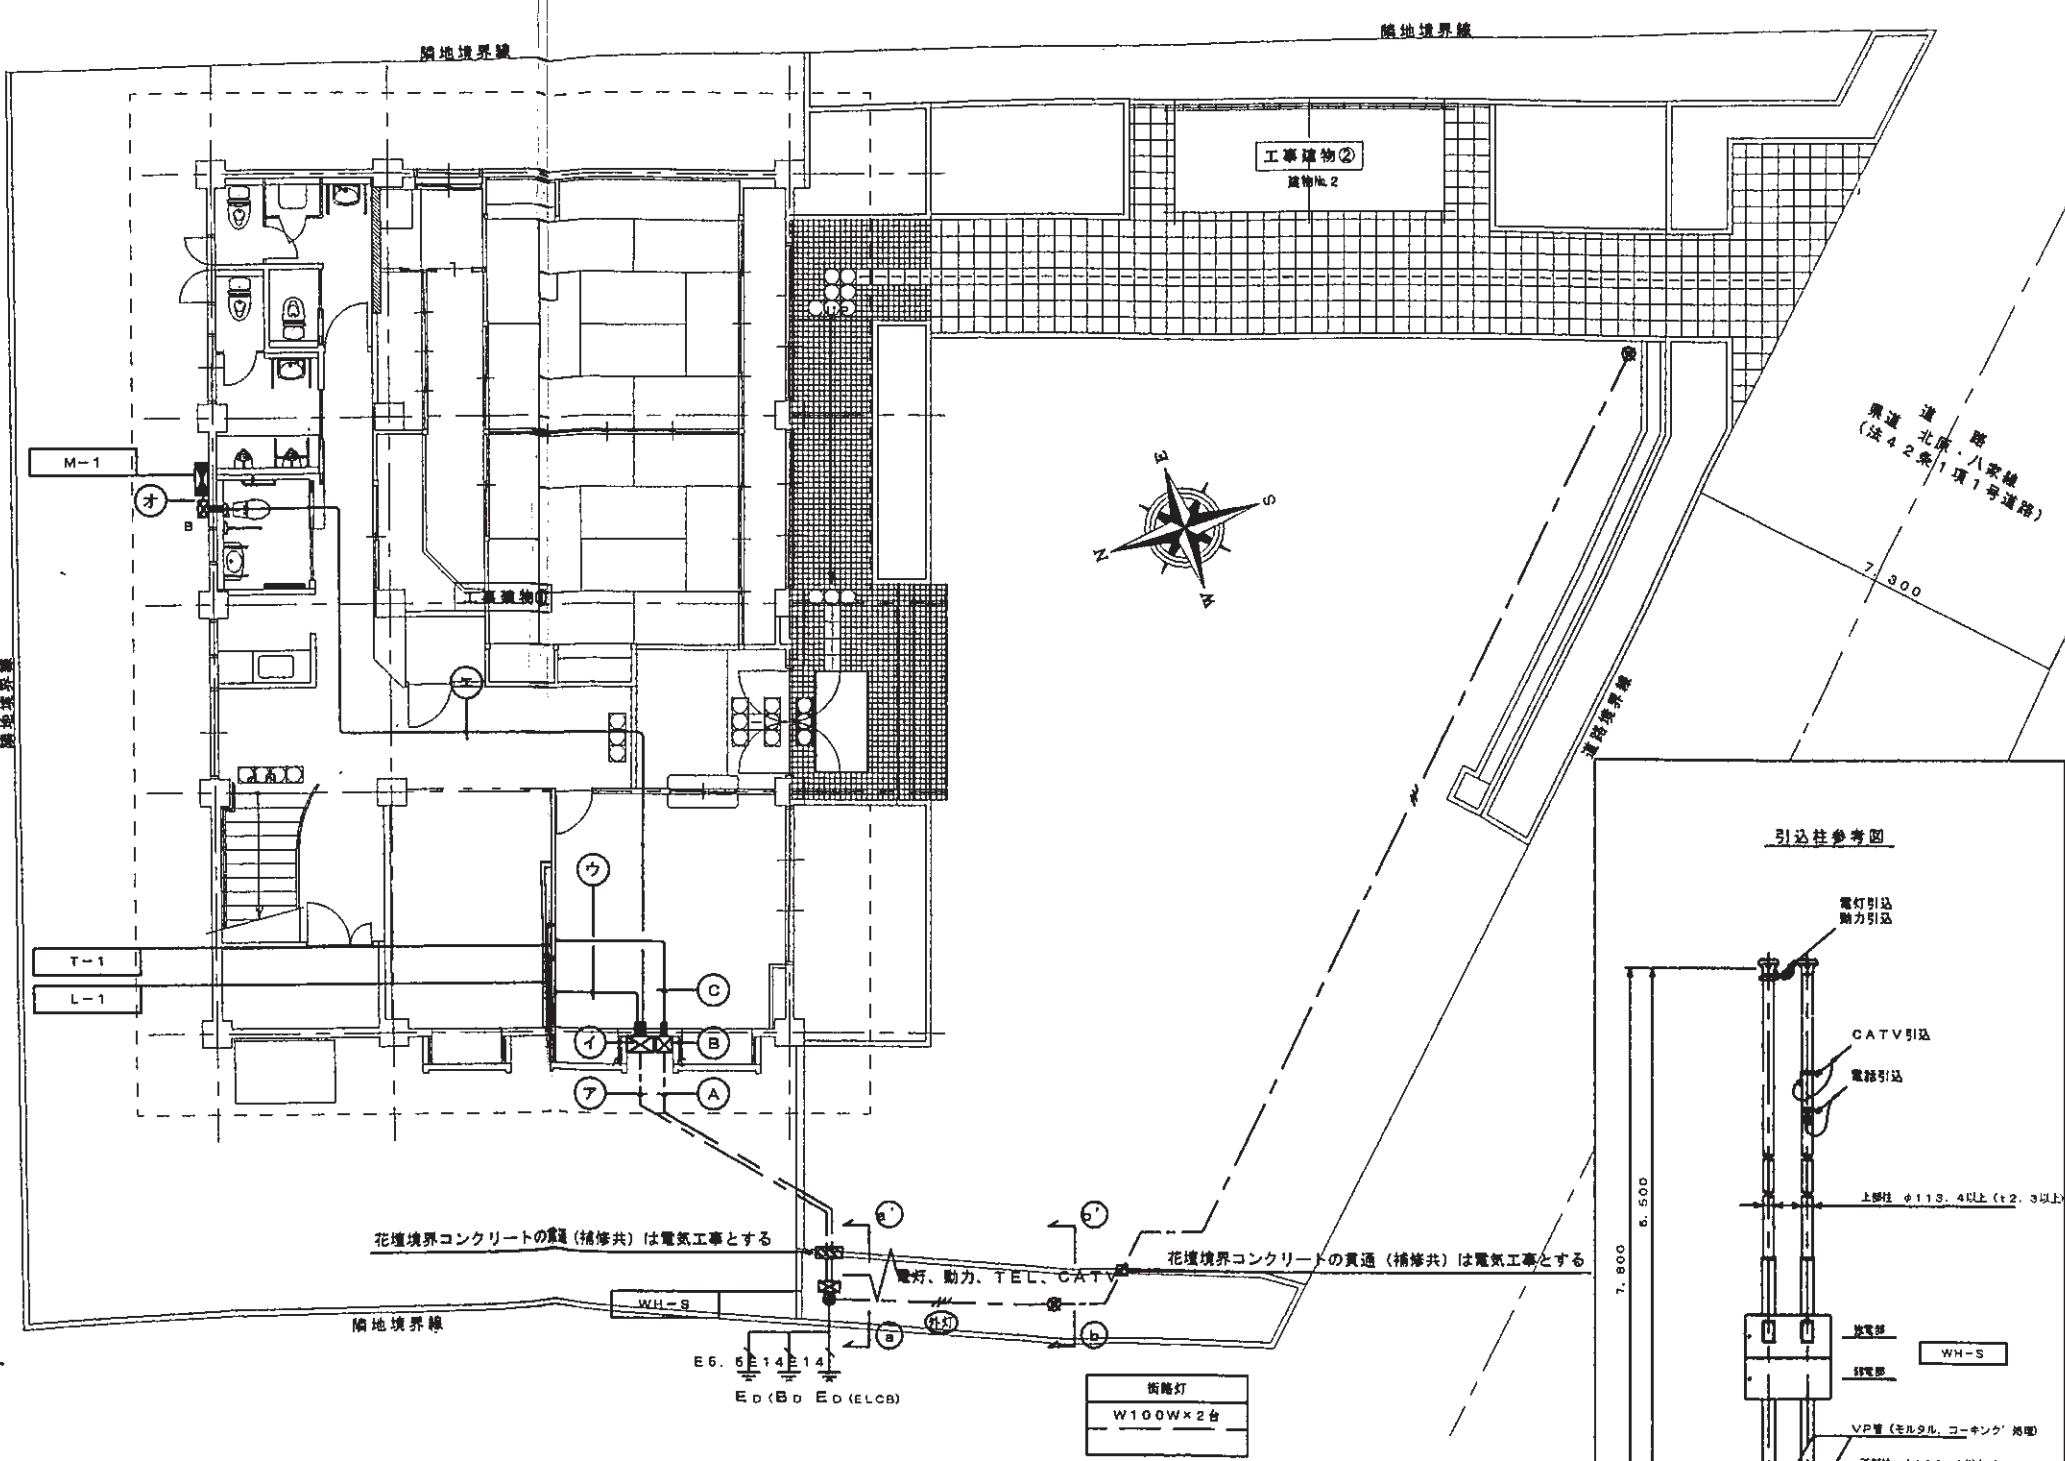 隣地境界線
隣地境界線
工事建物②
建物№2
道路
県道 北原・八家線
(法42条1項1号道路)
7.300
M-1
オ
B
E
S
N
W
工事建物①
隣地境界線
エ
道路境界線
引込柱参考図
電灯引込
動力引込
ウ
CATV引込
電話引込
T-1
L-1
C
イ
B
ア
A
6.500
7.800
上部柱 φ113.4以上(t2.3以上)
a'
b'
花壇境界コンクリートの貫通(補修共)は電気工事とする
花壇境界コンクリートの貫通(補修共)は電気工事とする
電灯、動力、TEL、CATV
WH-S
外灯
隣地境界線
a
b
E5.5 E14 E14
ED (BD ED (ELCB)
街路灯
W100W×2台
WH-S
VP管(モルタル、コーキング処理)